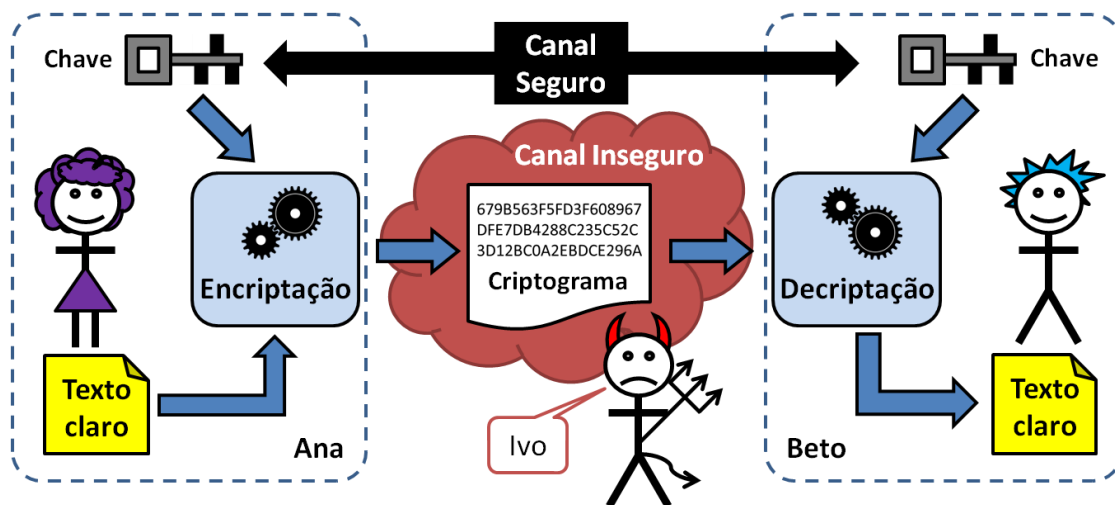 Chave
Canal
Seguro
Chave
Canal Inseguro
679B563F5FD3F608967
DFE7DB4288C235C52C
3D12BC0A2EBDCE296A
Criptograma
Encriptação
Decriptação
Texto
claro
Ana
Ivo
Beto
Texto
claro